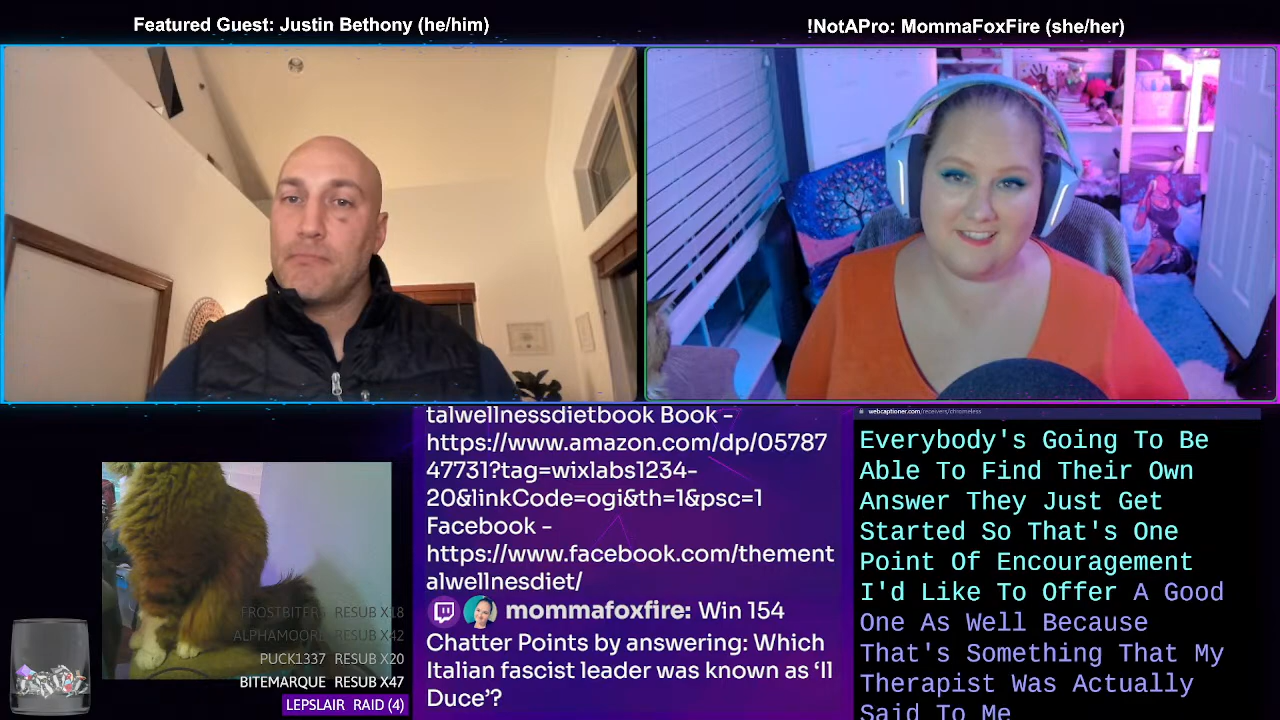 Featured Guest: Justin Bethony (he/him)
!NotAPro: MommaFoxFire (she/her)
talwellnessdietbook Book -
https://www.amazon.com/dp/05787
47731?tag=wixlabs1234-
20&linkCode=ogi&th=1&psc=1
Facebook -
https://www.facebook.com/thement
alwellnesdiet/
mommafoxfire: Win 154
Chatter Points by answering: Which
Italian fascist leader was known as ‘Il
Duce’?
webcaptioner.com/receivers/chrsimeless
Everybody's Going To Be
Able To Find Their Own
Answer They Just Get
Started So That's One
Point Of Encouragement
I'd Like To Offer A Good
One As Well Because
That's Something That My
Therapist Was Actually
Said To Me
FROSTBITER RESUB X18
ALPHAMOORE RESUB X42
PUCK1337 RESUB X20
BITEMARQUE RESUB X47
LEPSLAIR RAID (4)